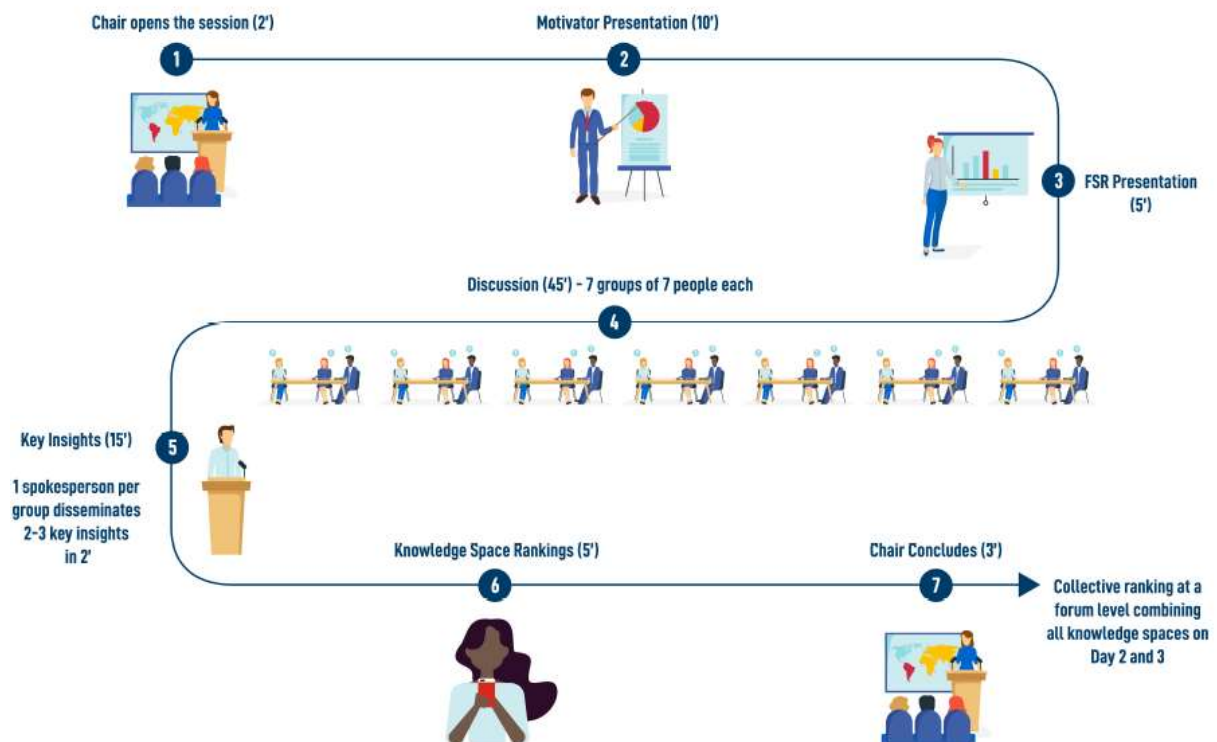 Chair opens the session (2')
1
Motivator Presentation (10')
2
3
FSR Presentation
(5')
Discussion (45') - 7 groups of 7 people each
4
Key Insights (15')
5
1 spokesperson per
group disseminates
2-3 key insights
in 2'
Knowledge Space Rankings (5')
6
Chair Concludes (3')
7
Collective ranking at a
forum level combining
all knowledge spaces on
Day 2 and 3